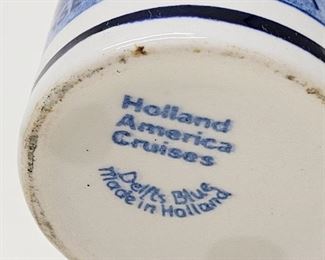 Holland
America
Cruises
Delfts Blue
Made in Holland